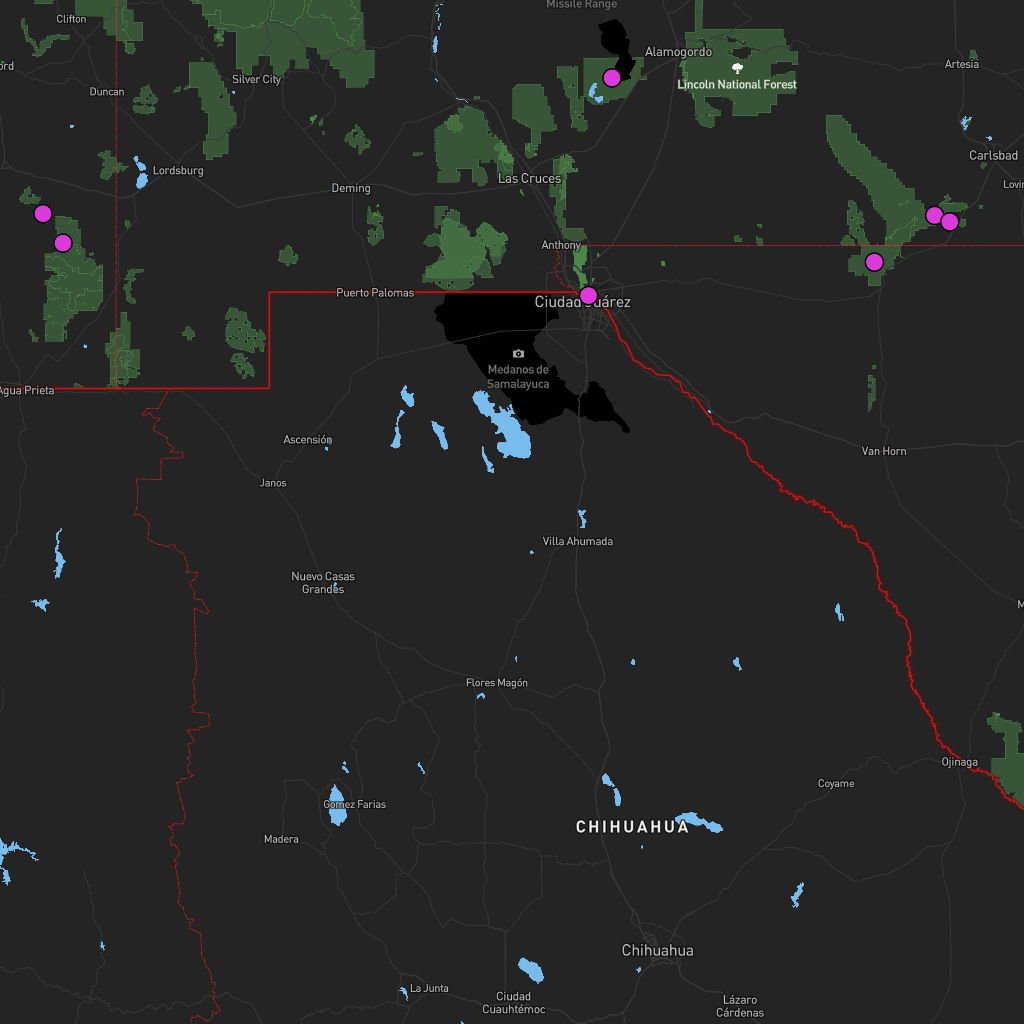 Missile Range
Clifton
Alamogordo
ord
Silver City
Artesia
Duncan
Lincoln National Forest
Carlsbad
Lordsburg
Las Cruces
Deming
Lovin
Anthony
Puerto Palomas
Ciudad Juárez
Medanos de
Samalayuca
Agua Prieta
Ascensión
Van Horn
Janos
Villa Ahumada
Nuevo Casas
Grandes
M
Flores Magón
Ojinaga
Coyame
Gomez Farias
CHIHUAHUA
Madera
Chihuahua
La Junta
Ciudad
Cuauhtémoc
Lázaro
Cárdenas